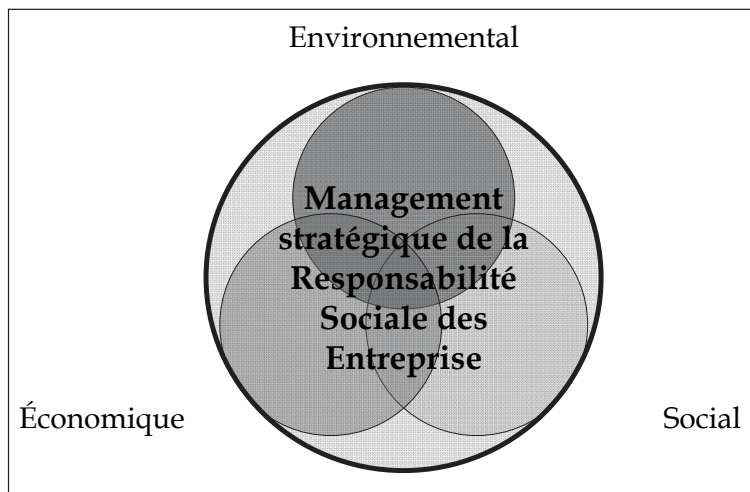 Environnemental
Management
stratégique de la
Responsabilité
Sociale des
Entreprise
Économique
Social